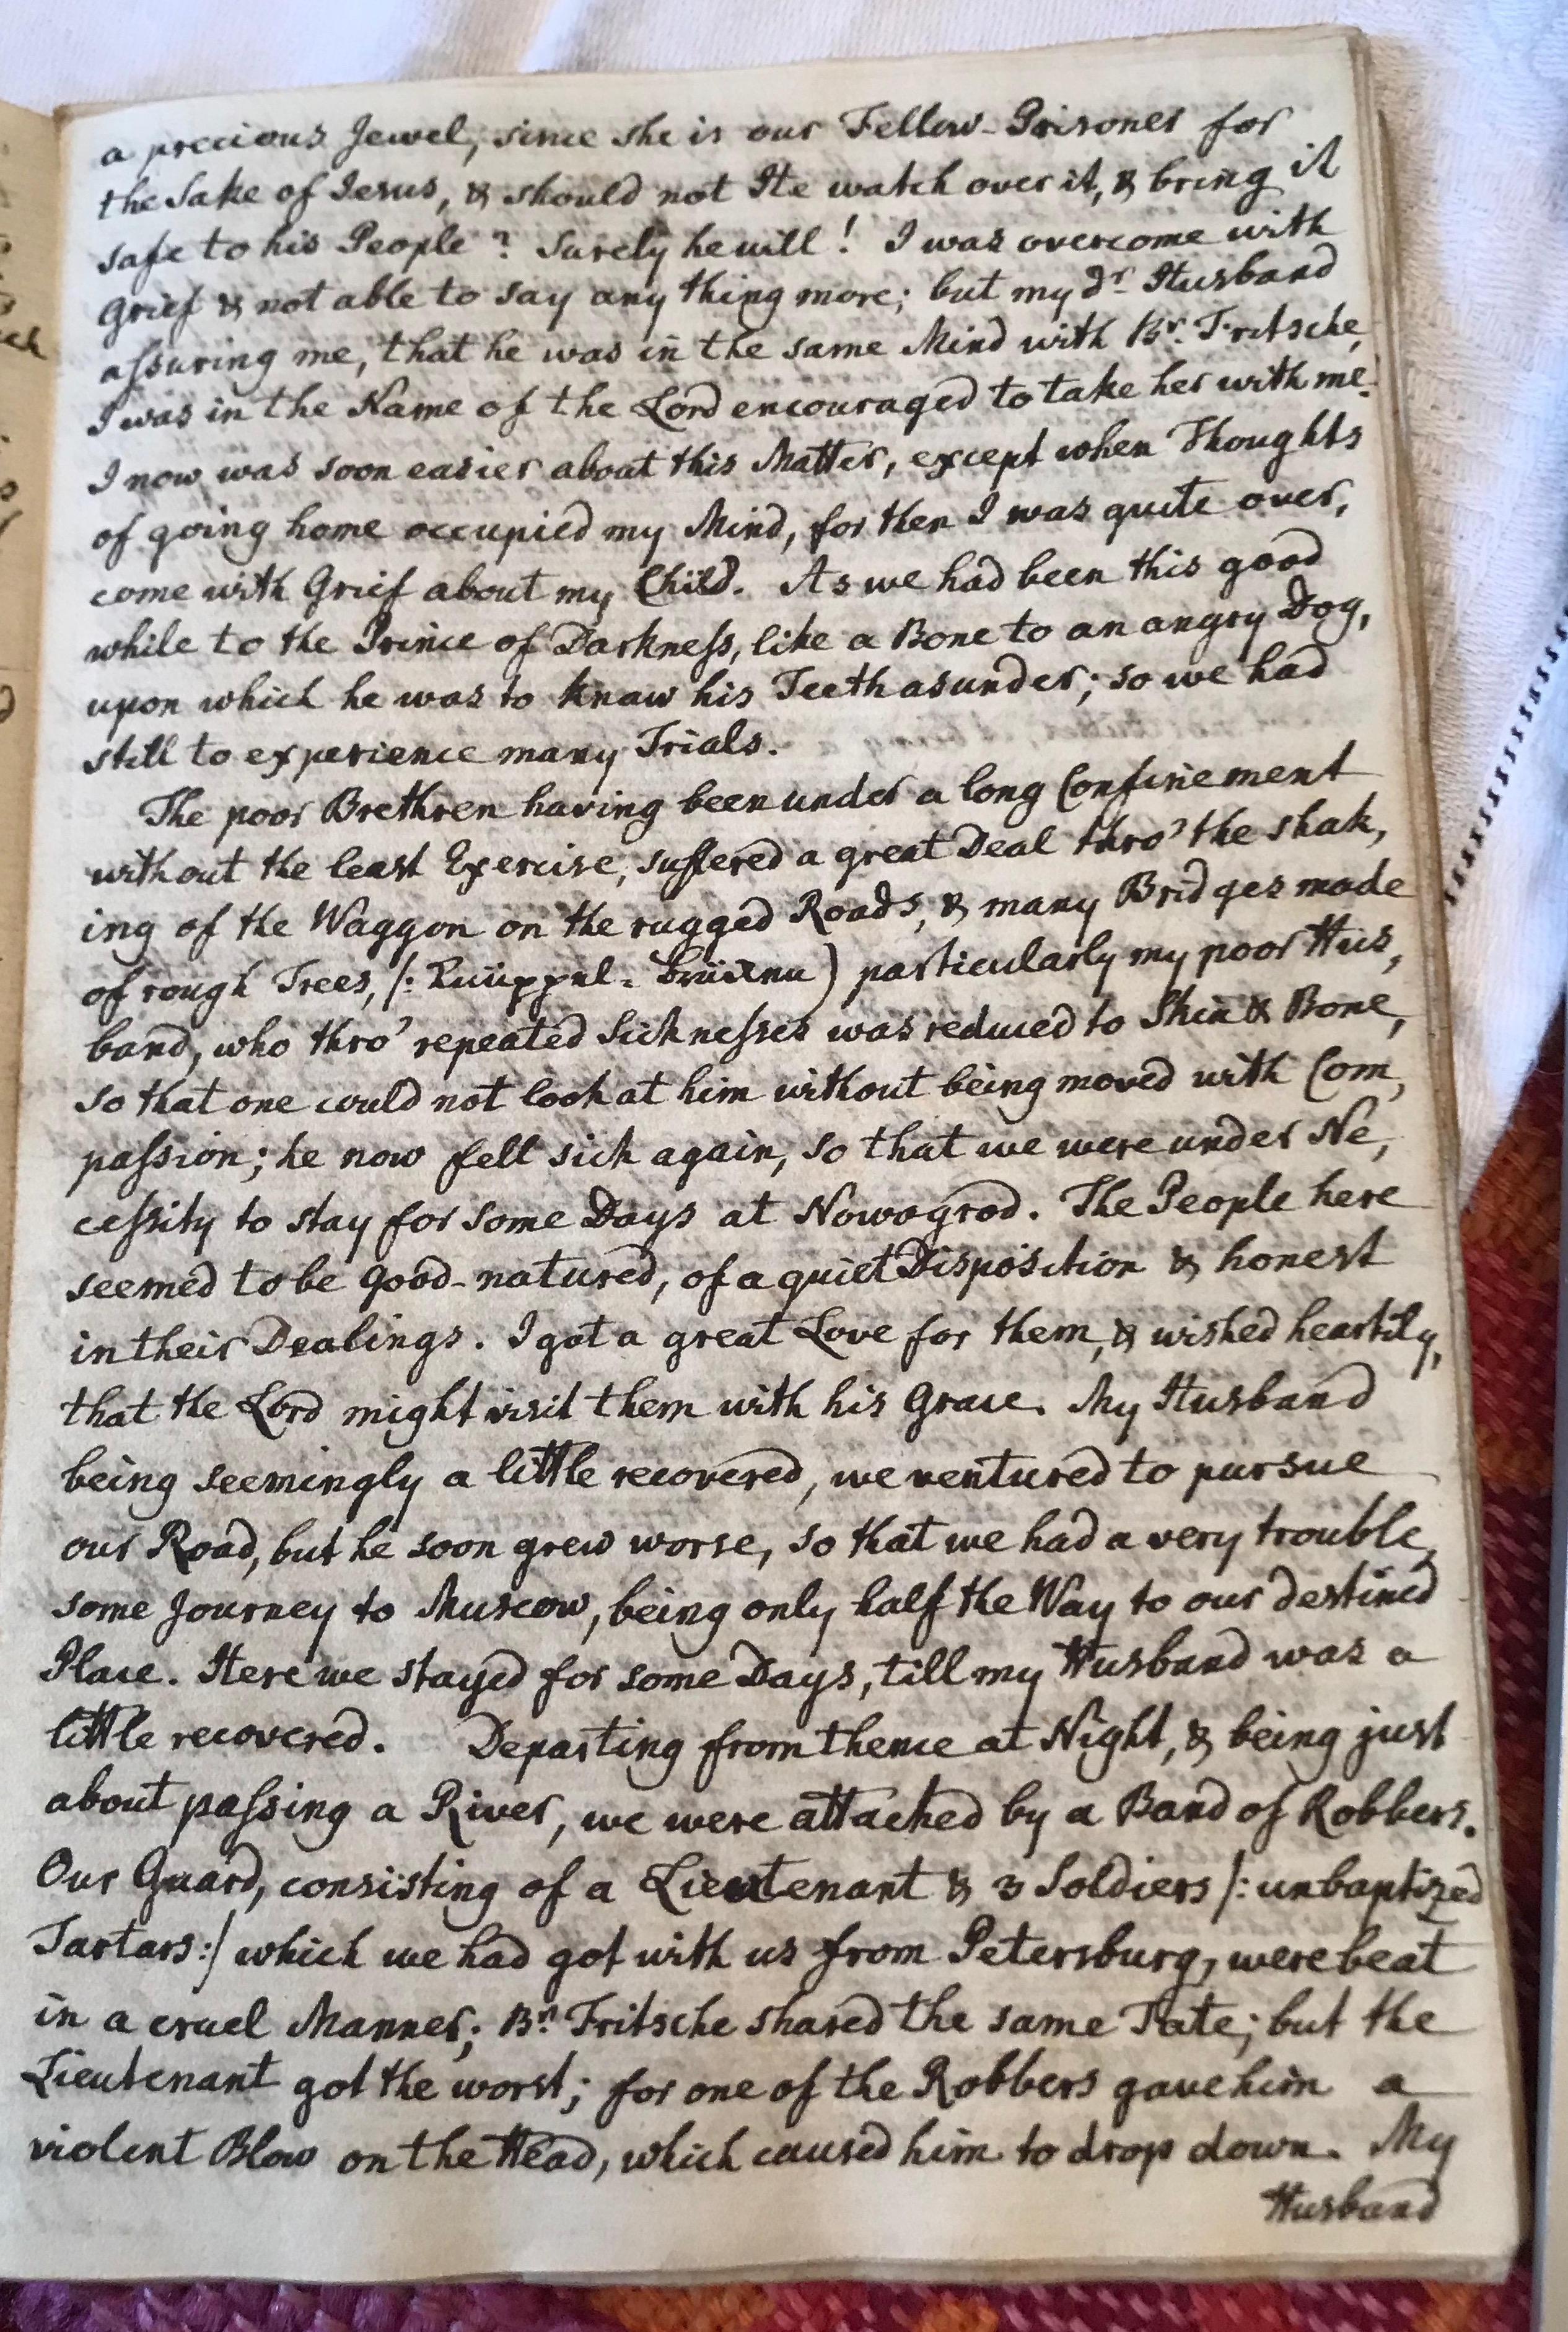 a precious Jewel, since she is our Fellow-Prisoner for
the Sake of Jesus, & should not He watch over it, & bring it
safe to his People? Surely he will! I was overcome with
Grief & not able to say any thing more; but my dr. Husband
assuring me, that he was in the same Mind with Br. Fritsche,
I was in the Name of the Lord encouraged to take her with me.
I now was soon easier about this Matter, except when Thoughts
of going home occupied my Mind, for then I was quite over,
come with Grief about my Child. As we had been this good
while to the Prince of Darkness, like a Bone to an angry Dog,
upon which he was to knaw his Teeth asunder; so we had
still to experience many Trials.
The poor Brethren having been under a long Confinement
without the least Exercise, suffered a great Deal thro' the shak,
ing of the Waggon on the rugged Roads, & many Bridges made
of rough Trees, /: Knüppel-Brücken) particularly my poor Hus,
band, who thro' repeated Sicknesses was reduced to Skin & Bone,
so that one could not look at him without being moved with Com,
passion; he now fell sick again, so that we were under Ne,
cessity to stay for some Days at Nowogrod. The People here
seemed to be good-natured, of a quiet Disposition & honest
in their Dealings. I got a great Love for them, & wished heartily,
that the Lord might visit them with his Grace. My Husband
being seemingly a little recovered, we ventured to pursue
our Road, but he soon grew worse, so that we had a very trouble,
some Journey to Muscow, being only half the Way to our destined
Place. Here we stayed for some Days, till my Husband was a
little recovered. Departing from thence at Night, & being just
about passing a River, we were attacked by a Band of Robbers.
Our Guard, consisting of a Lieutenant & 3 Soldiers /: unbaptized
Tartars :/ which we had got with us from Petersburg, were beat
in a cruel Manner; Br. Fritsche shared the same Fate; but the
Lieutenant got the worst; for one of the Robbers gave him a
violent Blow on the Head, which caused him to drop down. My
Husband